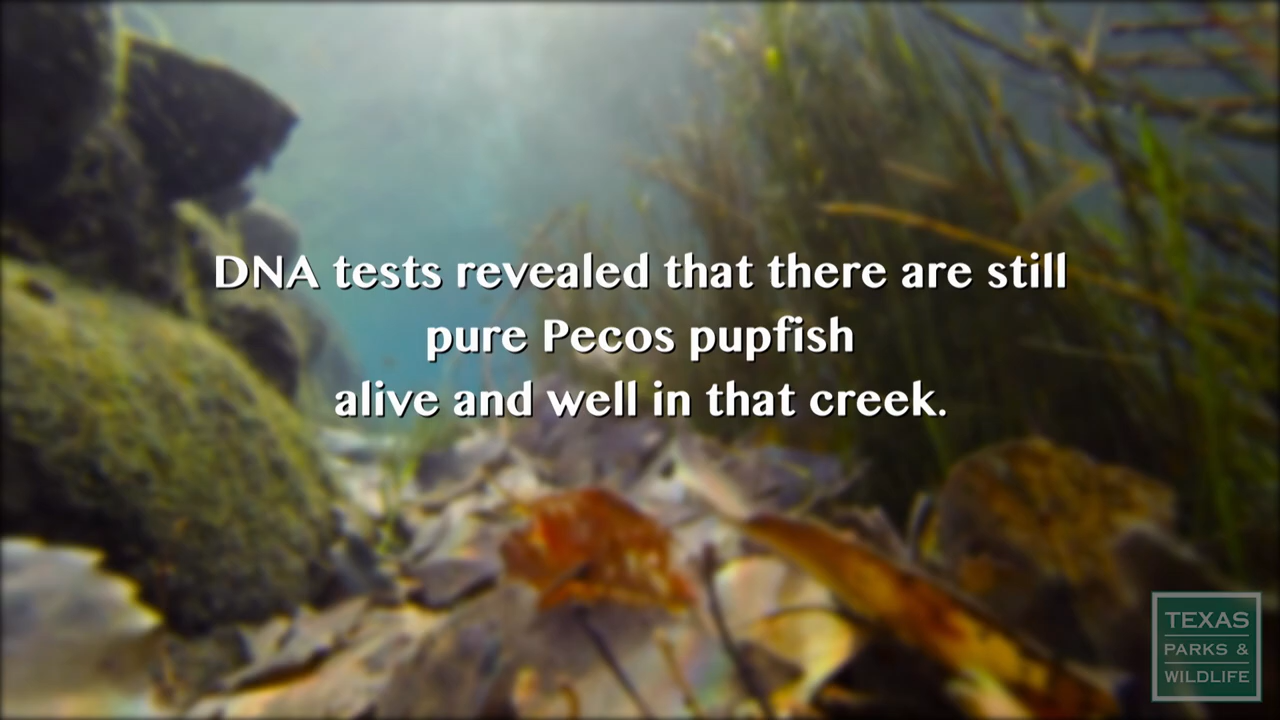 DNA tests revealed that there are still
pure Pecos pupfish
alive and well in that creek.
TEXAS
PARKS &
WILDLIFE